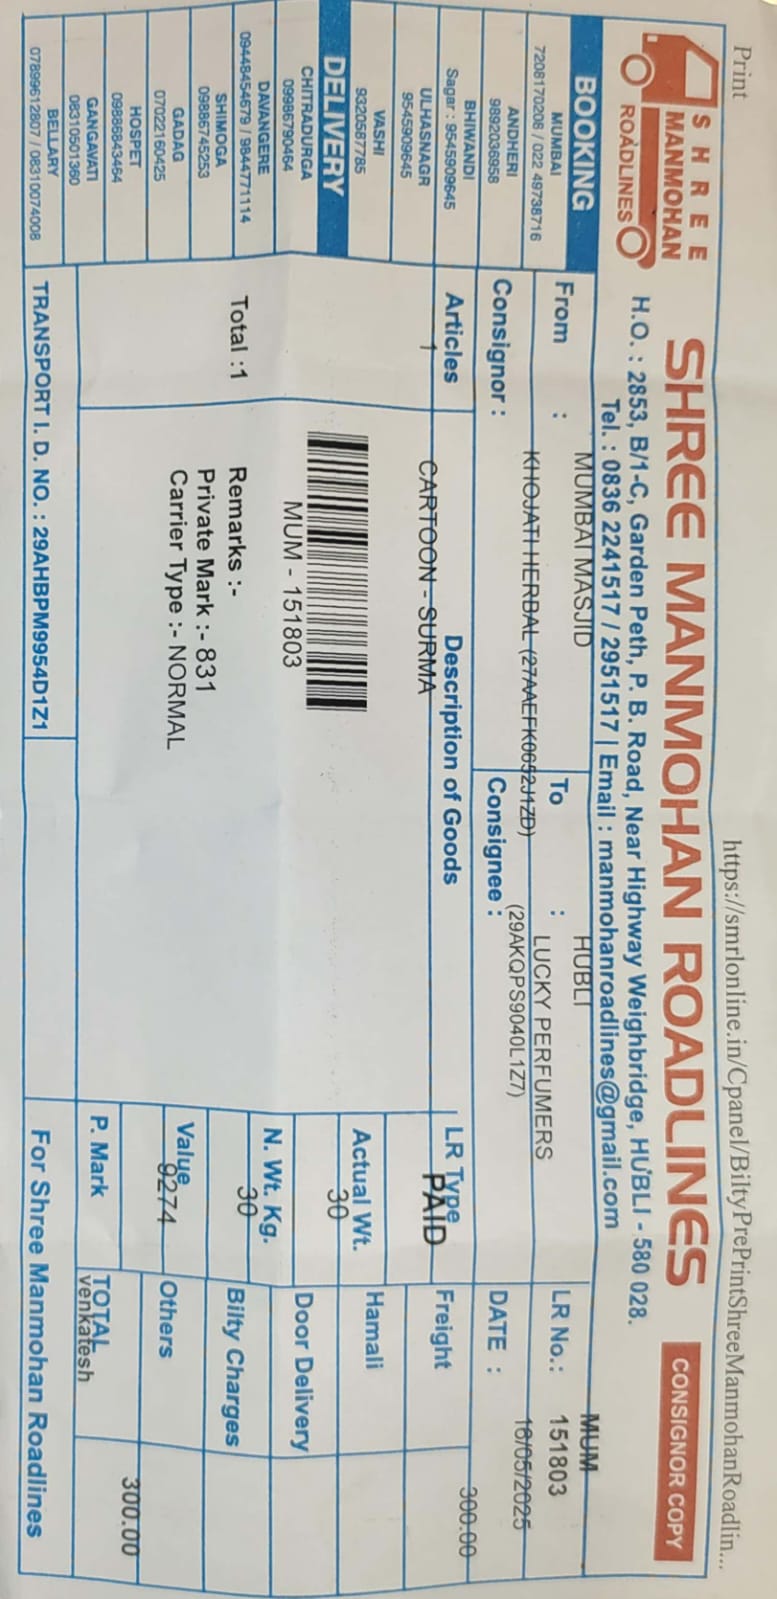 Print
https://smrlonline.in/Cpanel/BiltyPrePrintShreeManmohanRoadlin...
SHREE
MANMOHAN
ROADLINES
SHREE MANMOHAN ROADLINES
CONSIGNOR COPY
H.O. : 2853, B/1-C, Garden Peth, P. B. Road, Near Highway Weighbridge, HUBLI - 580 028.
Tel. : 0836 2241517 / 2951517 | Email : manmohanroadlines@gmail.com
BOOKING
MUMBAI
7208170208 / 022 49738716
ANDHERI
9892036958
BHIWANDI
Sagar : 9545909645
ULHASNAGR
9545909645
VASHI
9320587785
DELIVERY
CHITRADURGA
09986790464
DAVANGERE
09448454679 / 9844771114
SHIMOGA
09886745253
GADAG
07022160425
HOSPET
09886943464
GANGAVATI
08310501360
BELLARY
07899612807 / 08310074008
From : MUMBAI MASJID
To : HUBLI
LR No.: MUM 151803
Consignor : KHOJATI HERBAL (27AAEFK0652J1ZD)
Consignee : LUCKY PERFUMERS
(29AKQPS9040L1Z7)
DATE : 16/05/2025
Articles
Description of Goods
LR Type
PAID
Freight 300.00
1
CARTOON - SURMA
Actual Wt.
30
Hamali
MUM - 151803
N. Wt. Kg.
30
Door Delivery
Total :1
Remarks :-
Private Mark :- 831
Carrier Type :- NORMAL
Bilty Charges
Value
9274
Others
P. Mark
TOTAL 300.00
venkatesh
TRANSPORT I. D. NO. : 29AHBPM9954D1Z1
For Shree Manmohan Roadlines